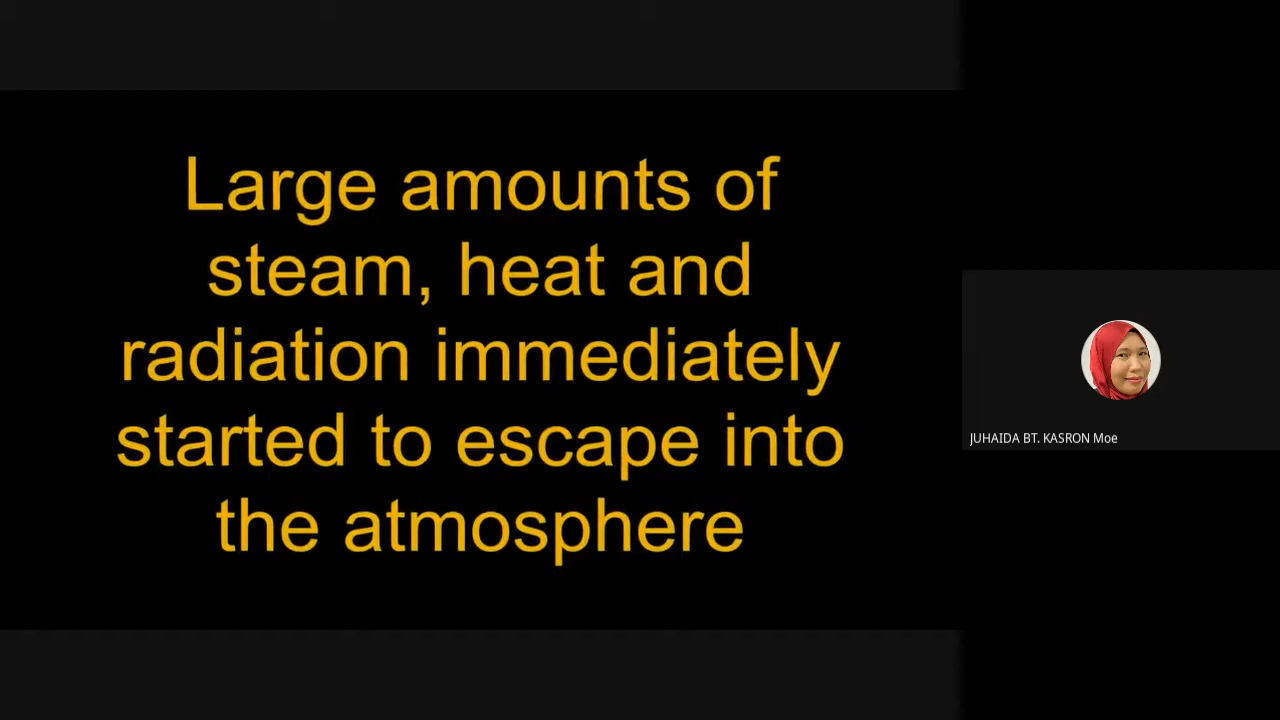 Large amounts of
steam, heat and
radiation immediately
started to escape into
the atmosphere
JUHAIDA BT. KASRON Moe